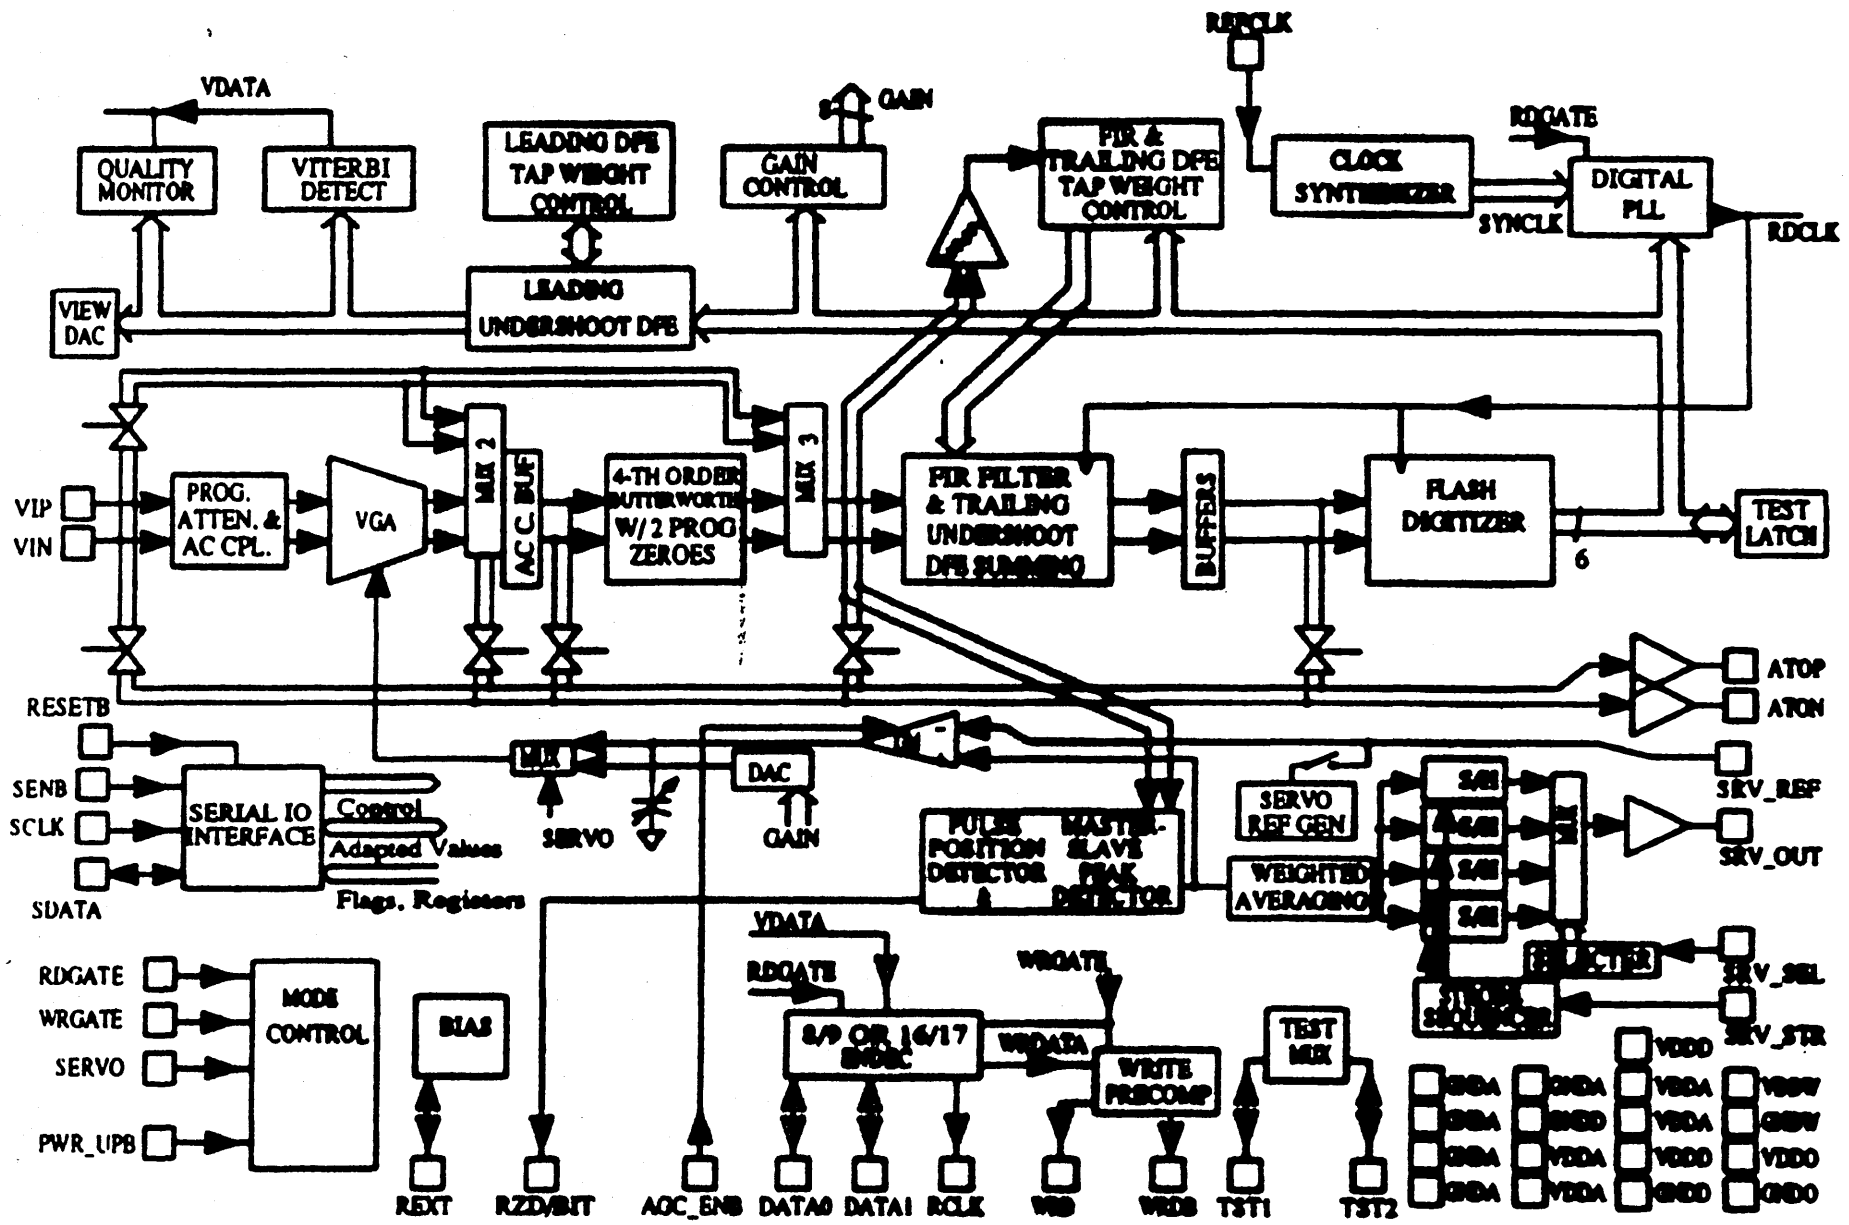 REFCLK
VDATA
GAIN
8
RDGATE
QUALITY
MONITOR
VITERBI
DETECT
LEADING DFE
TAP WEIGHT
CONTROL
GAIN
CONTROL
FIR &
TRAILING DFE
TAP WEIGHT
CONTROL
CLOCK
SYNTHESIZER
SYNCLK
DIGITAL
PLL
RDCLK
VIEW
DAC
LEADING
UNDERSHOOT DFE
VIP
VIN
PROG.
ATTEN. &
AC CPL.
VGA
MUX 2
AC C. BUF
4-TH ORDER
BUTTERWORTH
W/ 2 PROG
ZEROES
MUX 3
FIR FILTER
& TRAILING
UNDERSHOOT
DFE SUMMING
BUFFERS
FLASH
DIGITIZER
6
TEST
LATCH
ATOP
ATON
RESETB
SENB
SCLK
SDATA
SERIAL IO
INTERFACE
Control
Adapted Values
Flags, Registers
MUX
SERVO
DAC
GAIN
GM
-
SERVO
REF GEN
S/H
S/H
S/H
S/H
MUX
SRV_REF
SRV_OUT
PULSE
POSITION
DETECTOR
&
MASTER-
SLAVE
PEAK
DETECTOR
WEIGHTED
AVERAGING
SELECTER
SRV_SEL
STROBE
SEQUENCER
SRV_STR
RDGATE
WRGATE
SERVO
PWR_UPB
MODE
CONTROL
BIAS
VDATA
RDGATE
WRGATE
8/9 OR 16/17
ENDEC
WRDATA
WRITE
PRECOMP
TEST
MUX
REXT
RZD/BIT
AGC_ENB
DATA0
DATA1
RCLK
WRD
WRDB
TST1
TST2
VDDD
GNDA
GNDA
VDDA
VDDW
GNDA
GNDD
VDDA
GNDW
GNDA
VDDA
VDDD
VDDO
GNDA
VDDA
GNDD
GNDO